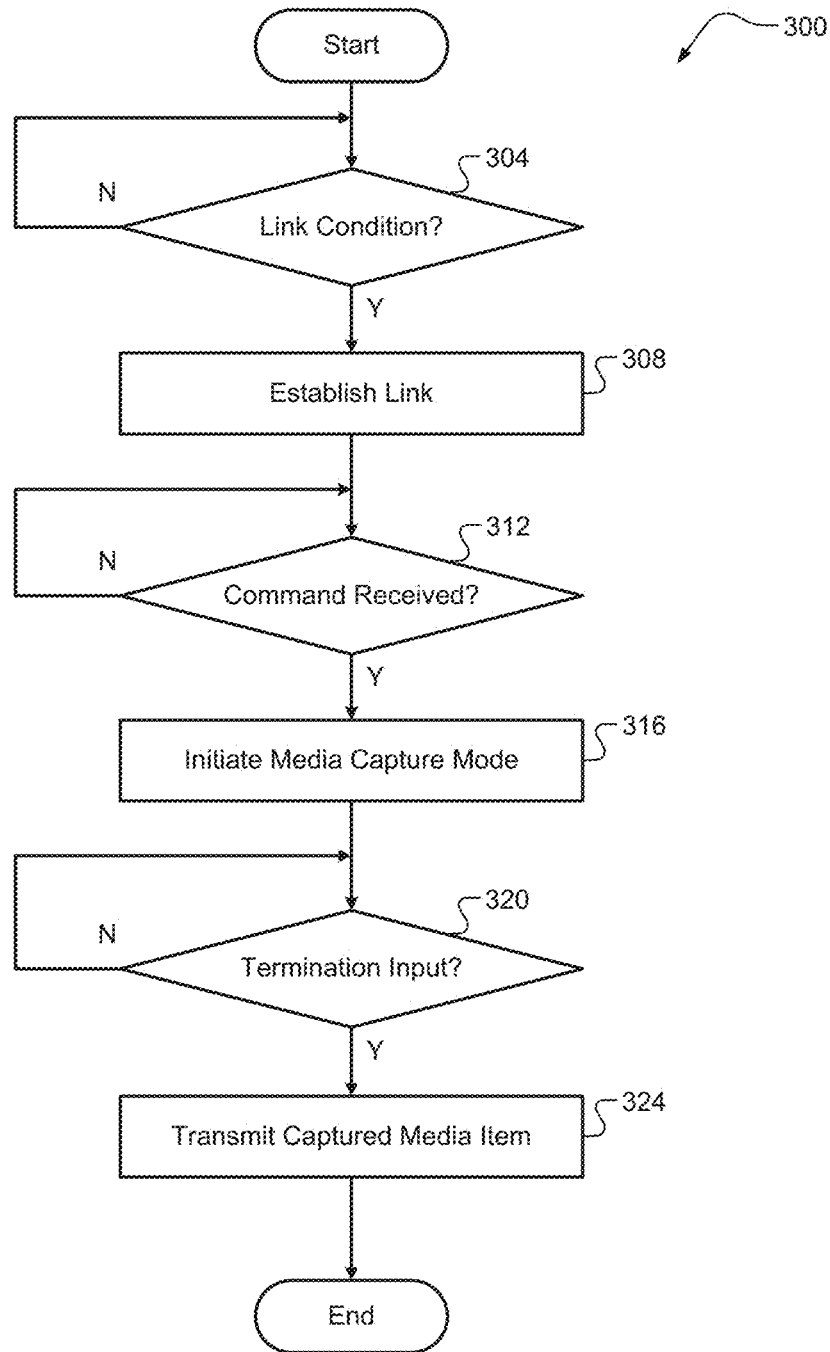 Start
300
304
N
Link Condition?
Y
308
Establish Link
312
N
Command Received?
Y
316
Initiate Media Capture Mode
320
N
Termination Input?
Y
324
Transmit Captured Media Item
End